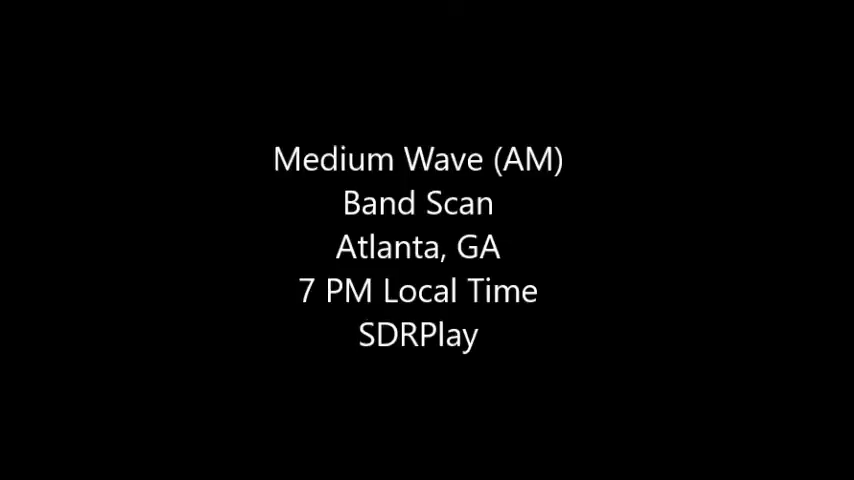 Medium Wave (AM)
Band Scan
Atlanta, GA
7 PM Local Time
SDRPlay